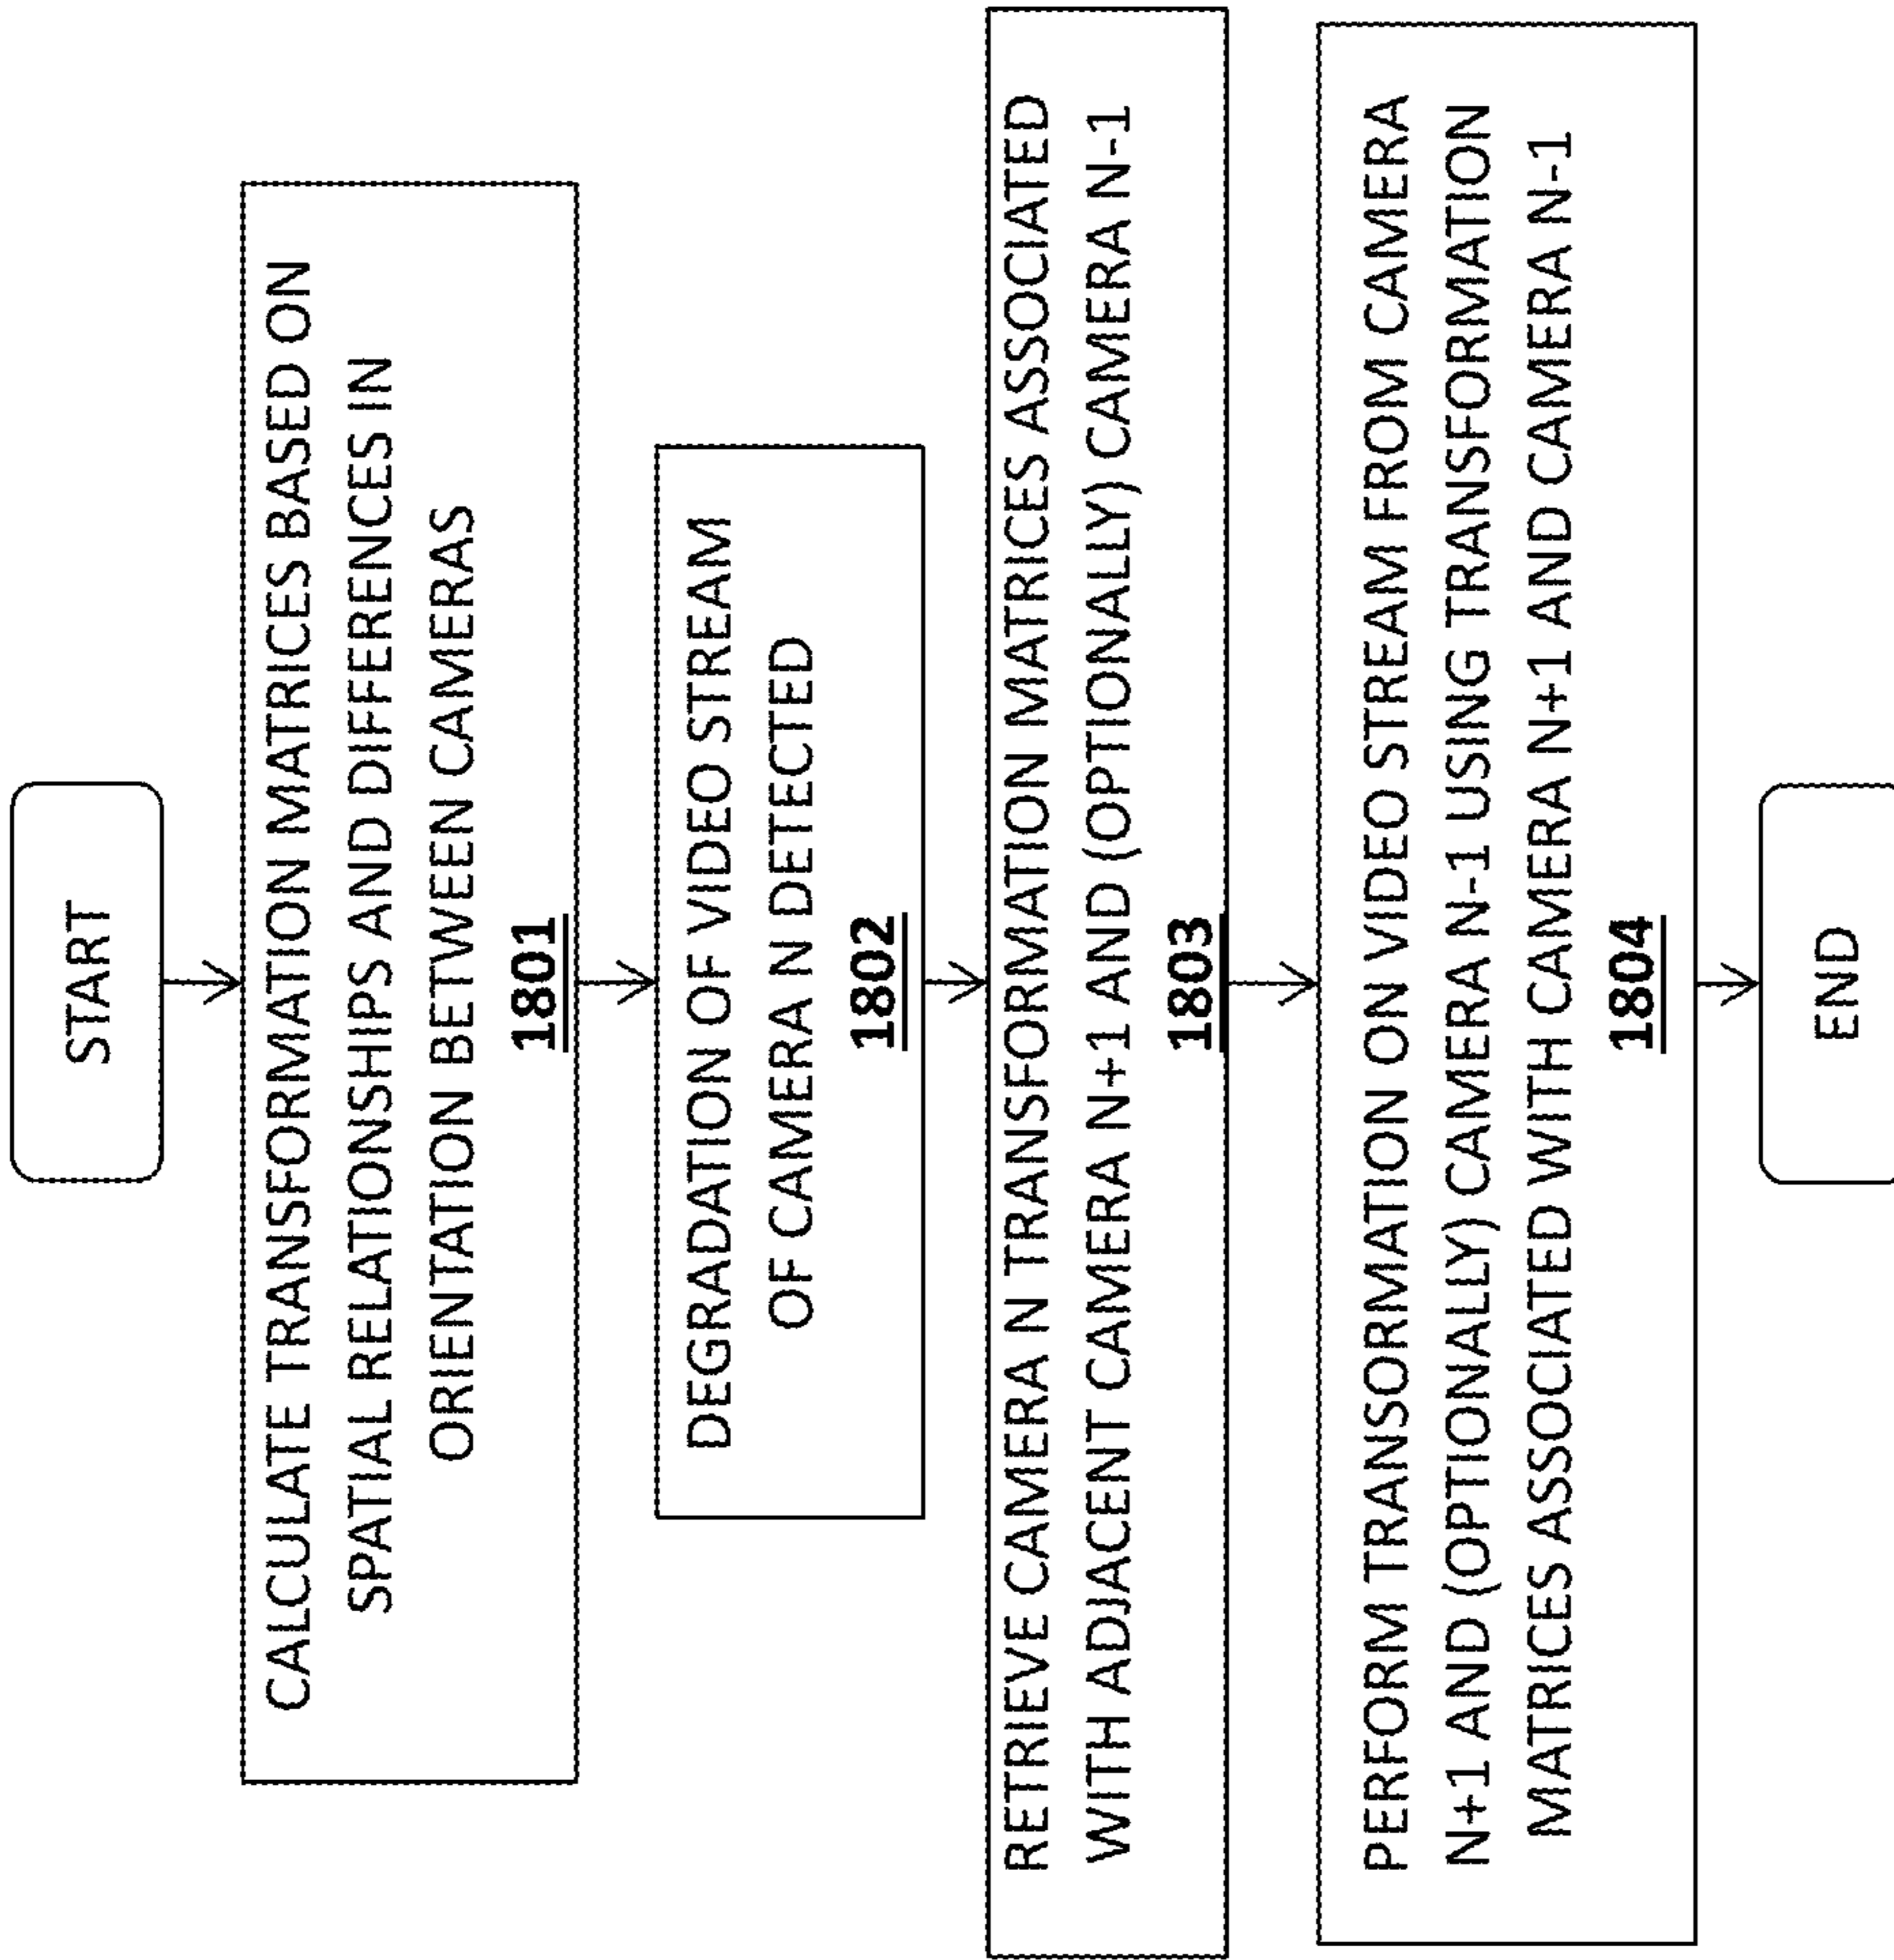 START
CALCULATE TRANSFORMATION MATRICES BASED ON
SPATIAL RELATIONSHIPS AND DIFFERENCES IN
ORIENTATION BETWEEN CAMERAS
1801
DEGRADATION OF VIDEO STREAM
OF CAMERA N DETECTED
1802
RETRIEVE CAMERA N TRANSFORMATION MATRICES ASSOCIATED
WITH ADJACENT CAMERA N+1 AND (OPTIONALLY) CAMERA N-1
1803
PERFORM TRANSORMATION ON VIDEO STREAM FROM CAMERA
N+1 AND (OPTIONALLY) CAMERA N-1 USING TRANSFORMATION
MATRICES ASSOCIATED WITH CAMERA N+1 AND CAMERA N-1
1804
END